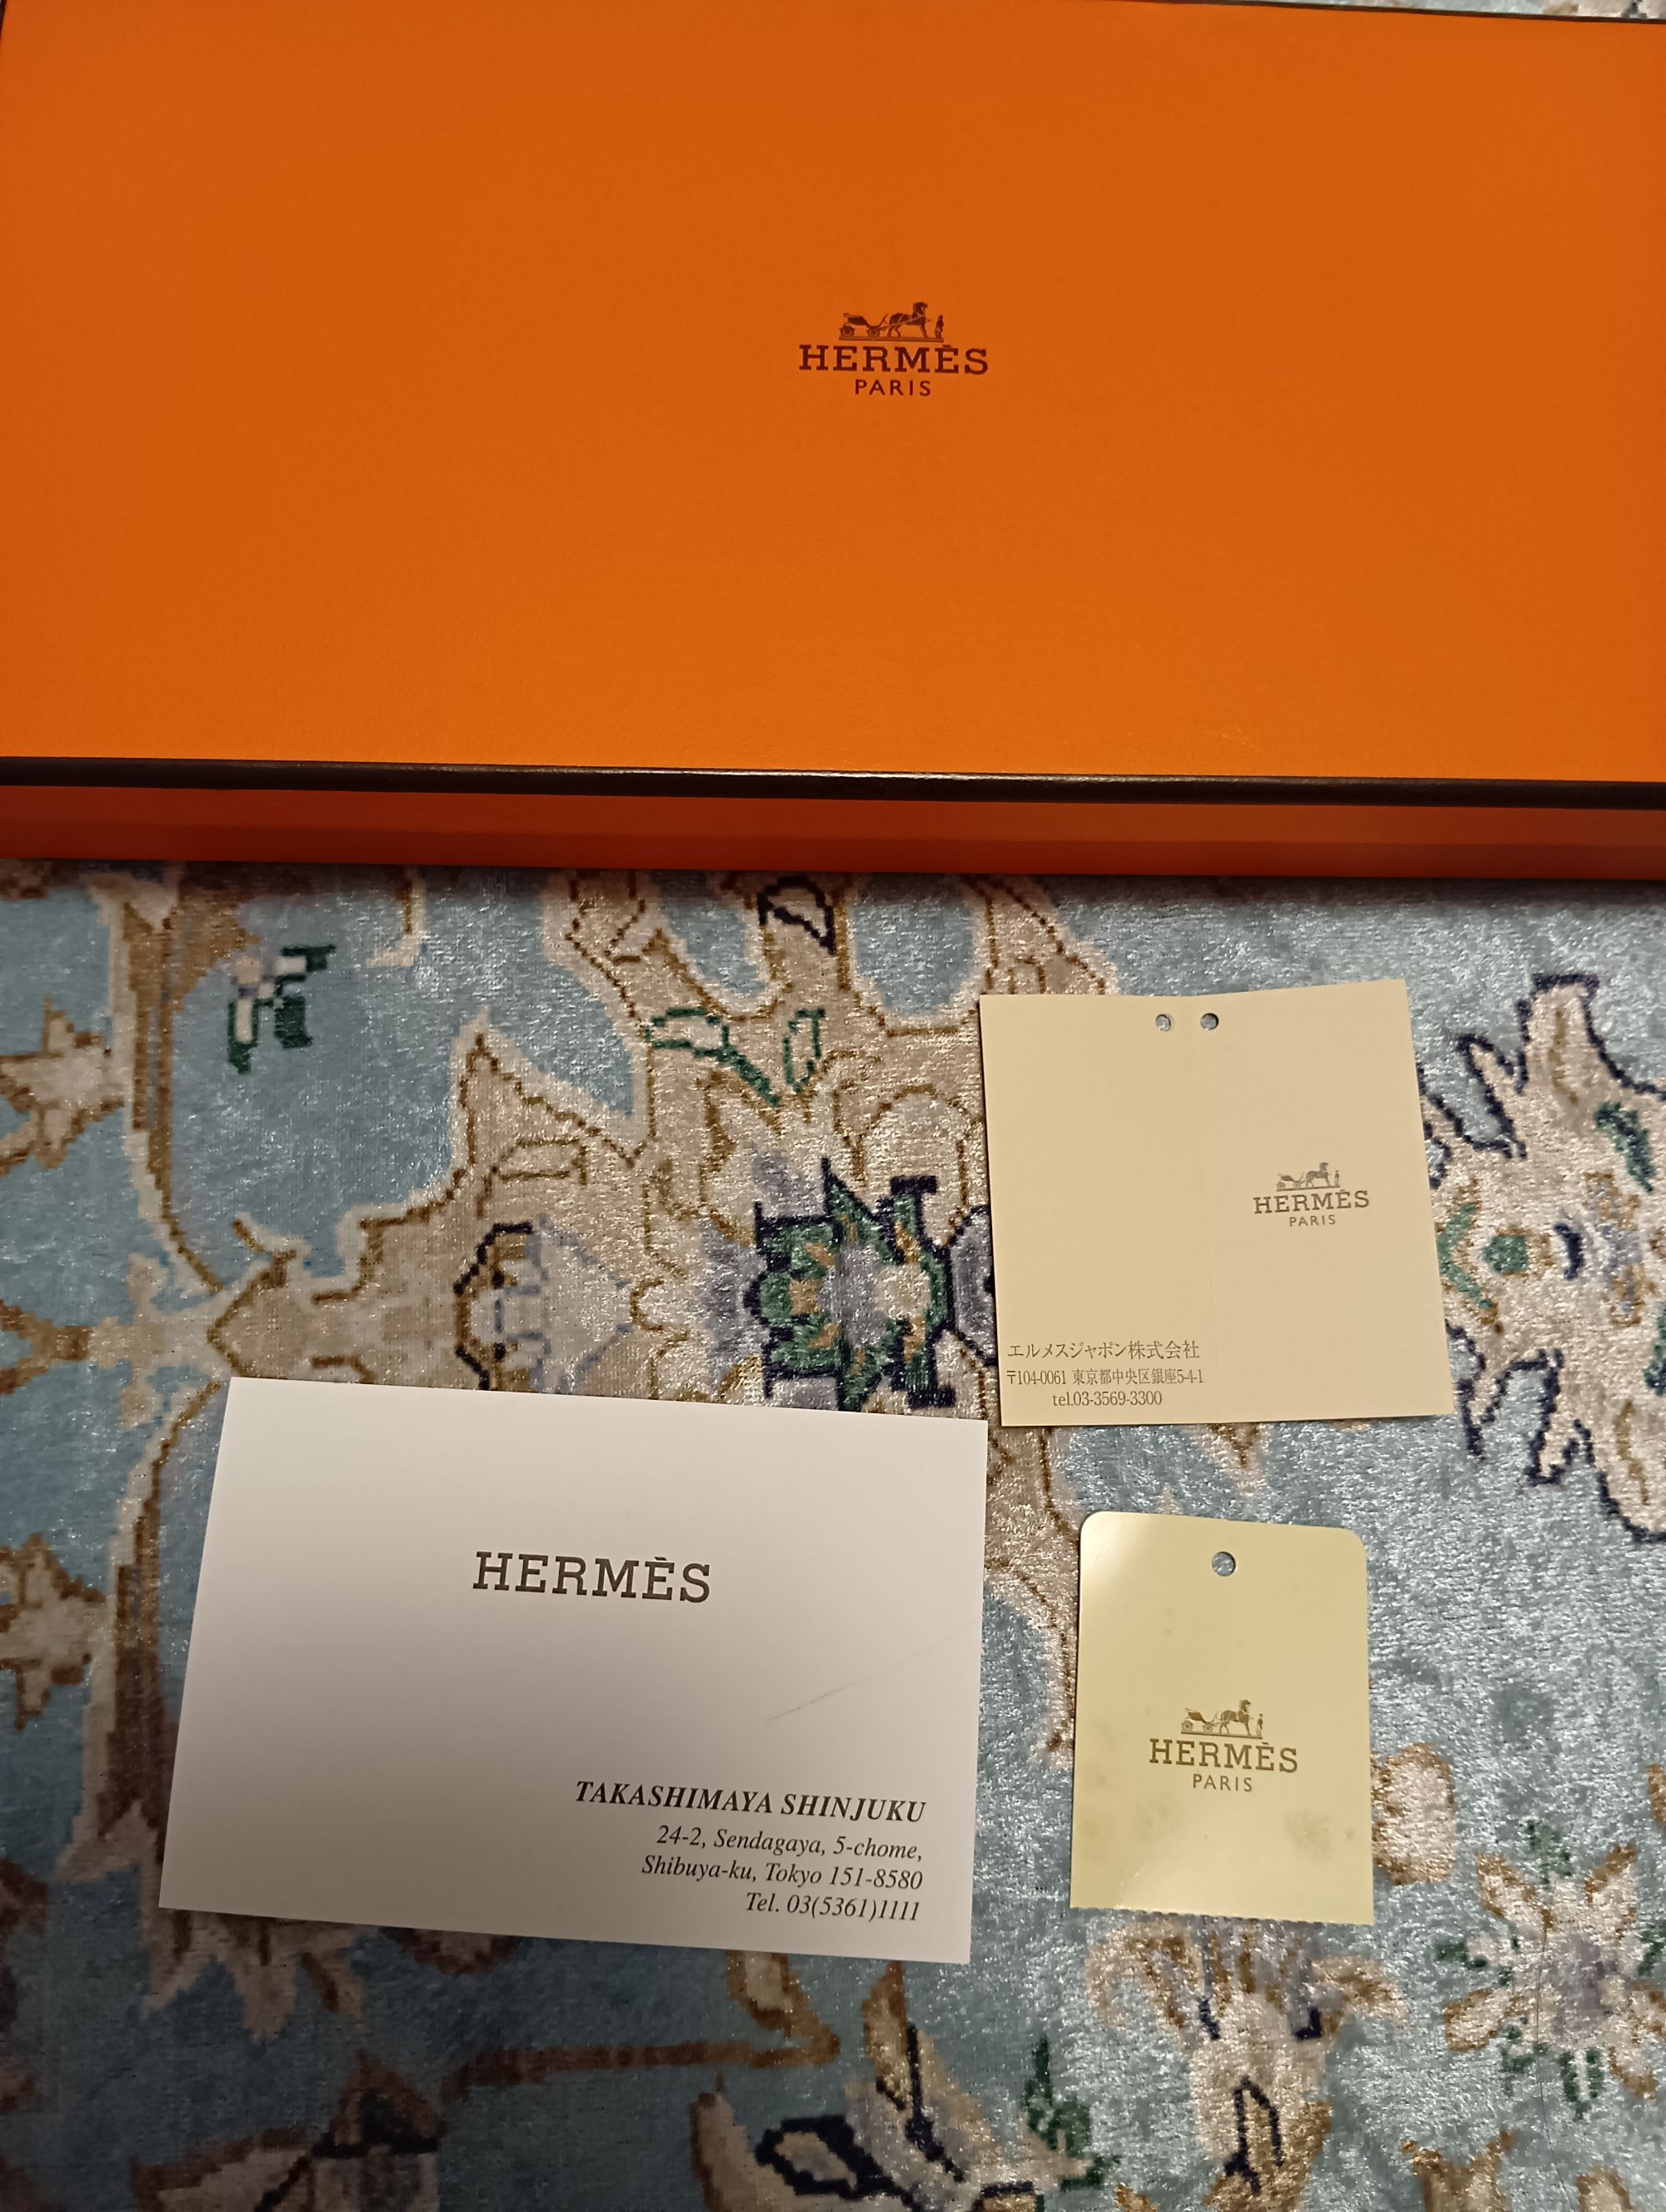 HERMÈS
PARIS
HERMÈS
PARIS
エルメスジャポン株式会社
〒104-0061 東京都中央区銀座5-4-1
tel.03-3569-3300
HERMÈS
TAKASHIMAYA SHINJUKU
24-2, Sendagaya, 5-chome,
Shibuya-ku, Tokyo 151-8580
Tel. 03(5361)1111
HERMÈS
PARIS